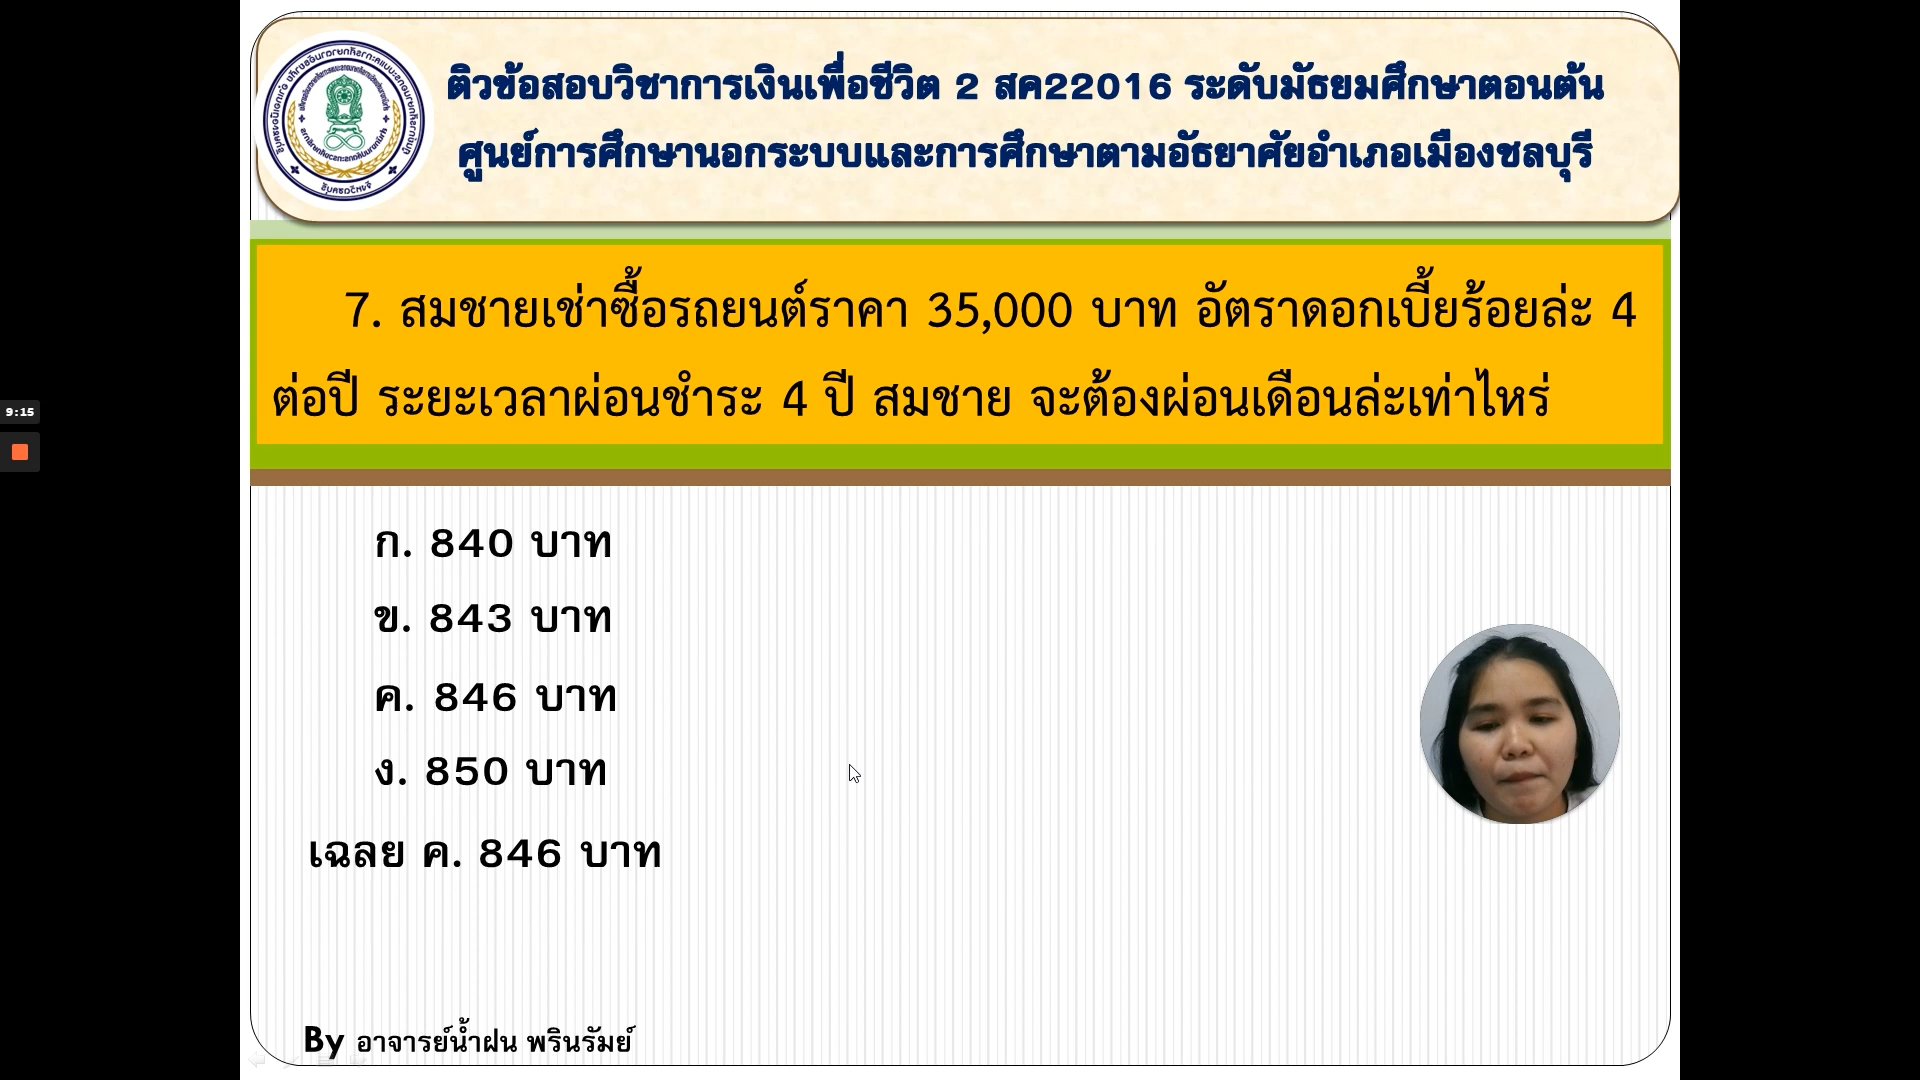 ติวข้อสอบวิชาการเงินเพื่อชีวิต 2 สค22016 ระดับมัธยมศึกษาตอนต้น
ศูนย์การศึกษานอกระบบและการศึกษาตามอัธยาศัยอำเภอเมืองชลบุรี
7. สมชายเช่าซื้อรถยนต์ราคา 35,000 บาท อัตราดอกเบี้ยร้อยล่ะ 4
ต่อปี ระยะเวลาผ่อนชำระ 4 ปี สมชาย จะต้องผ่อนเดือนล่ะเท่าไหร่
9:15
ก. 840 บาท
ข. 843 บาท
ค. 846 บาท
ง. 850 บาท
เฉลย ค. 846 บาท
By อาจารย์น้ำฝน พรินรัมย์